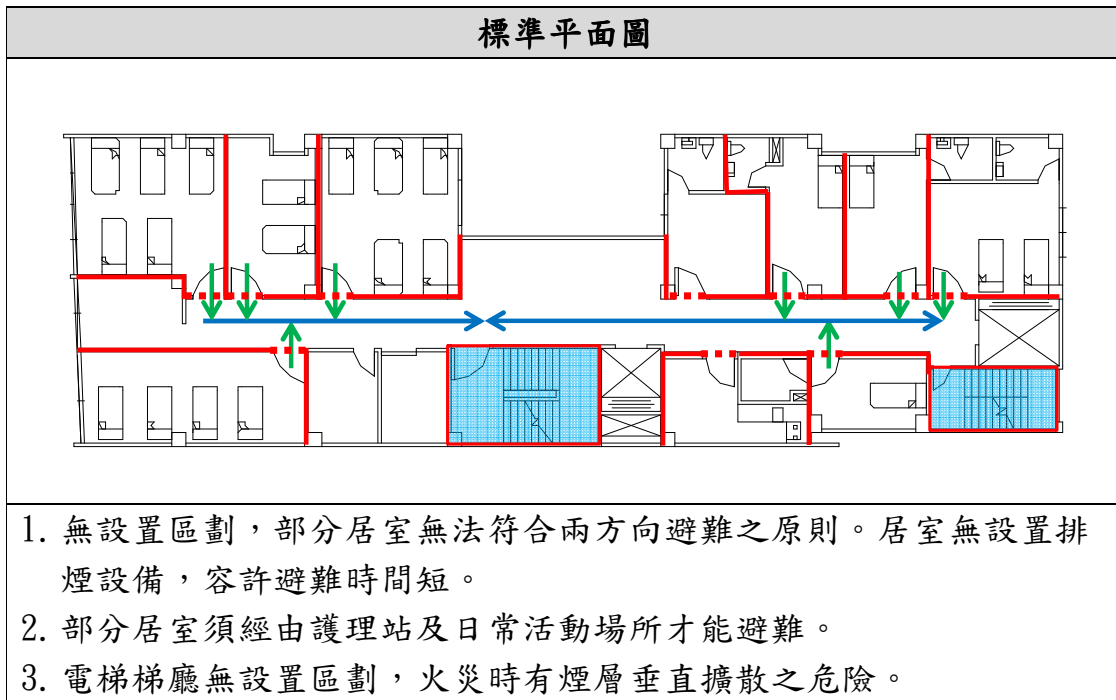 標準平面圖
1. 無設置區劃，部分居室無法符合兩方向避難之原則。居室無設置排
煙設備，容許避難時間短。
2. 部分居室須經由護理站及日常活動場所才能避難。
3. 電梯梯廳無設置區劃，火災時有煙層垂直擴散之危險。